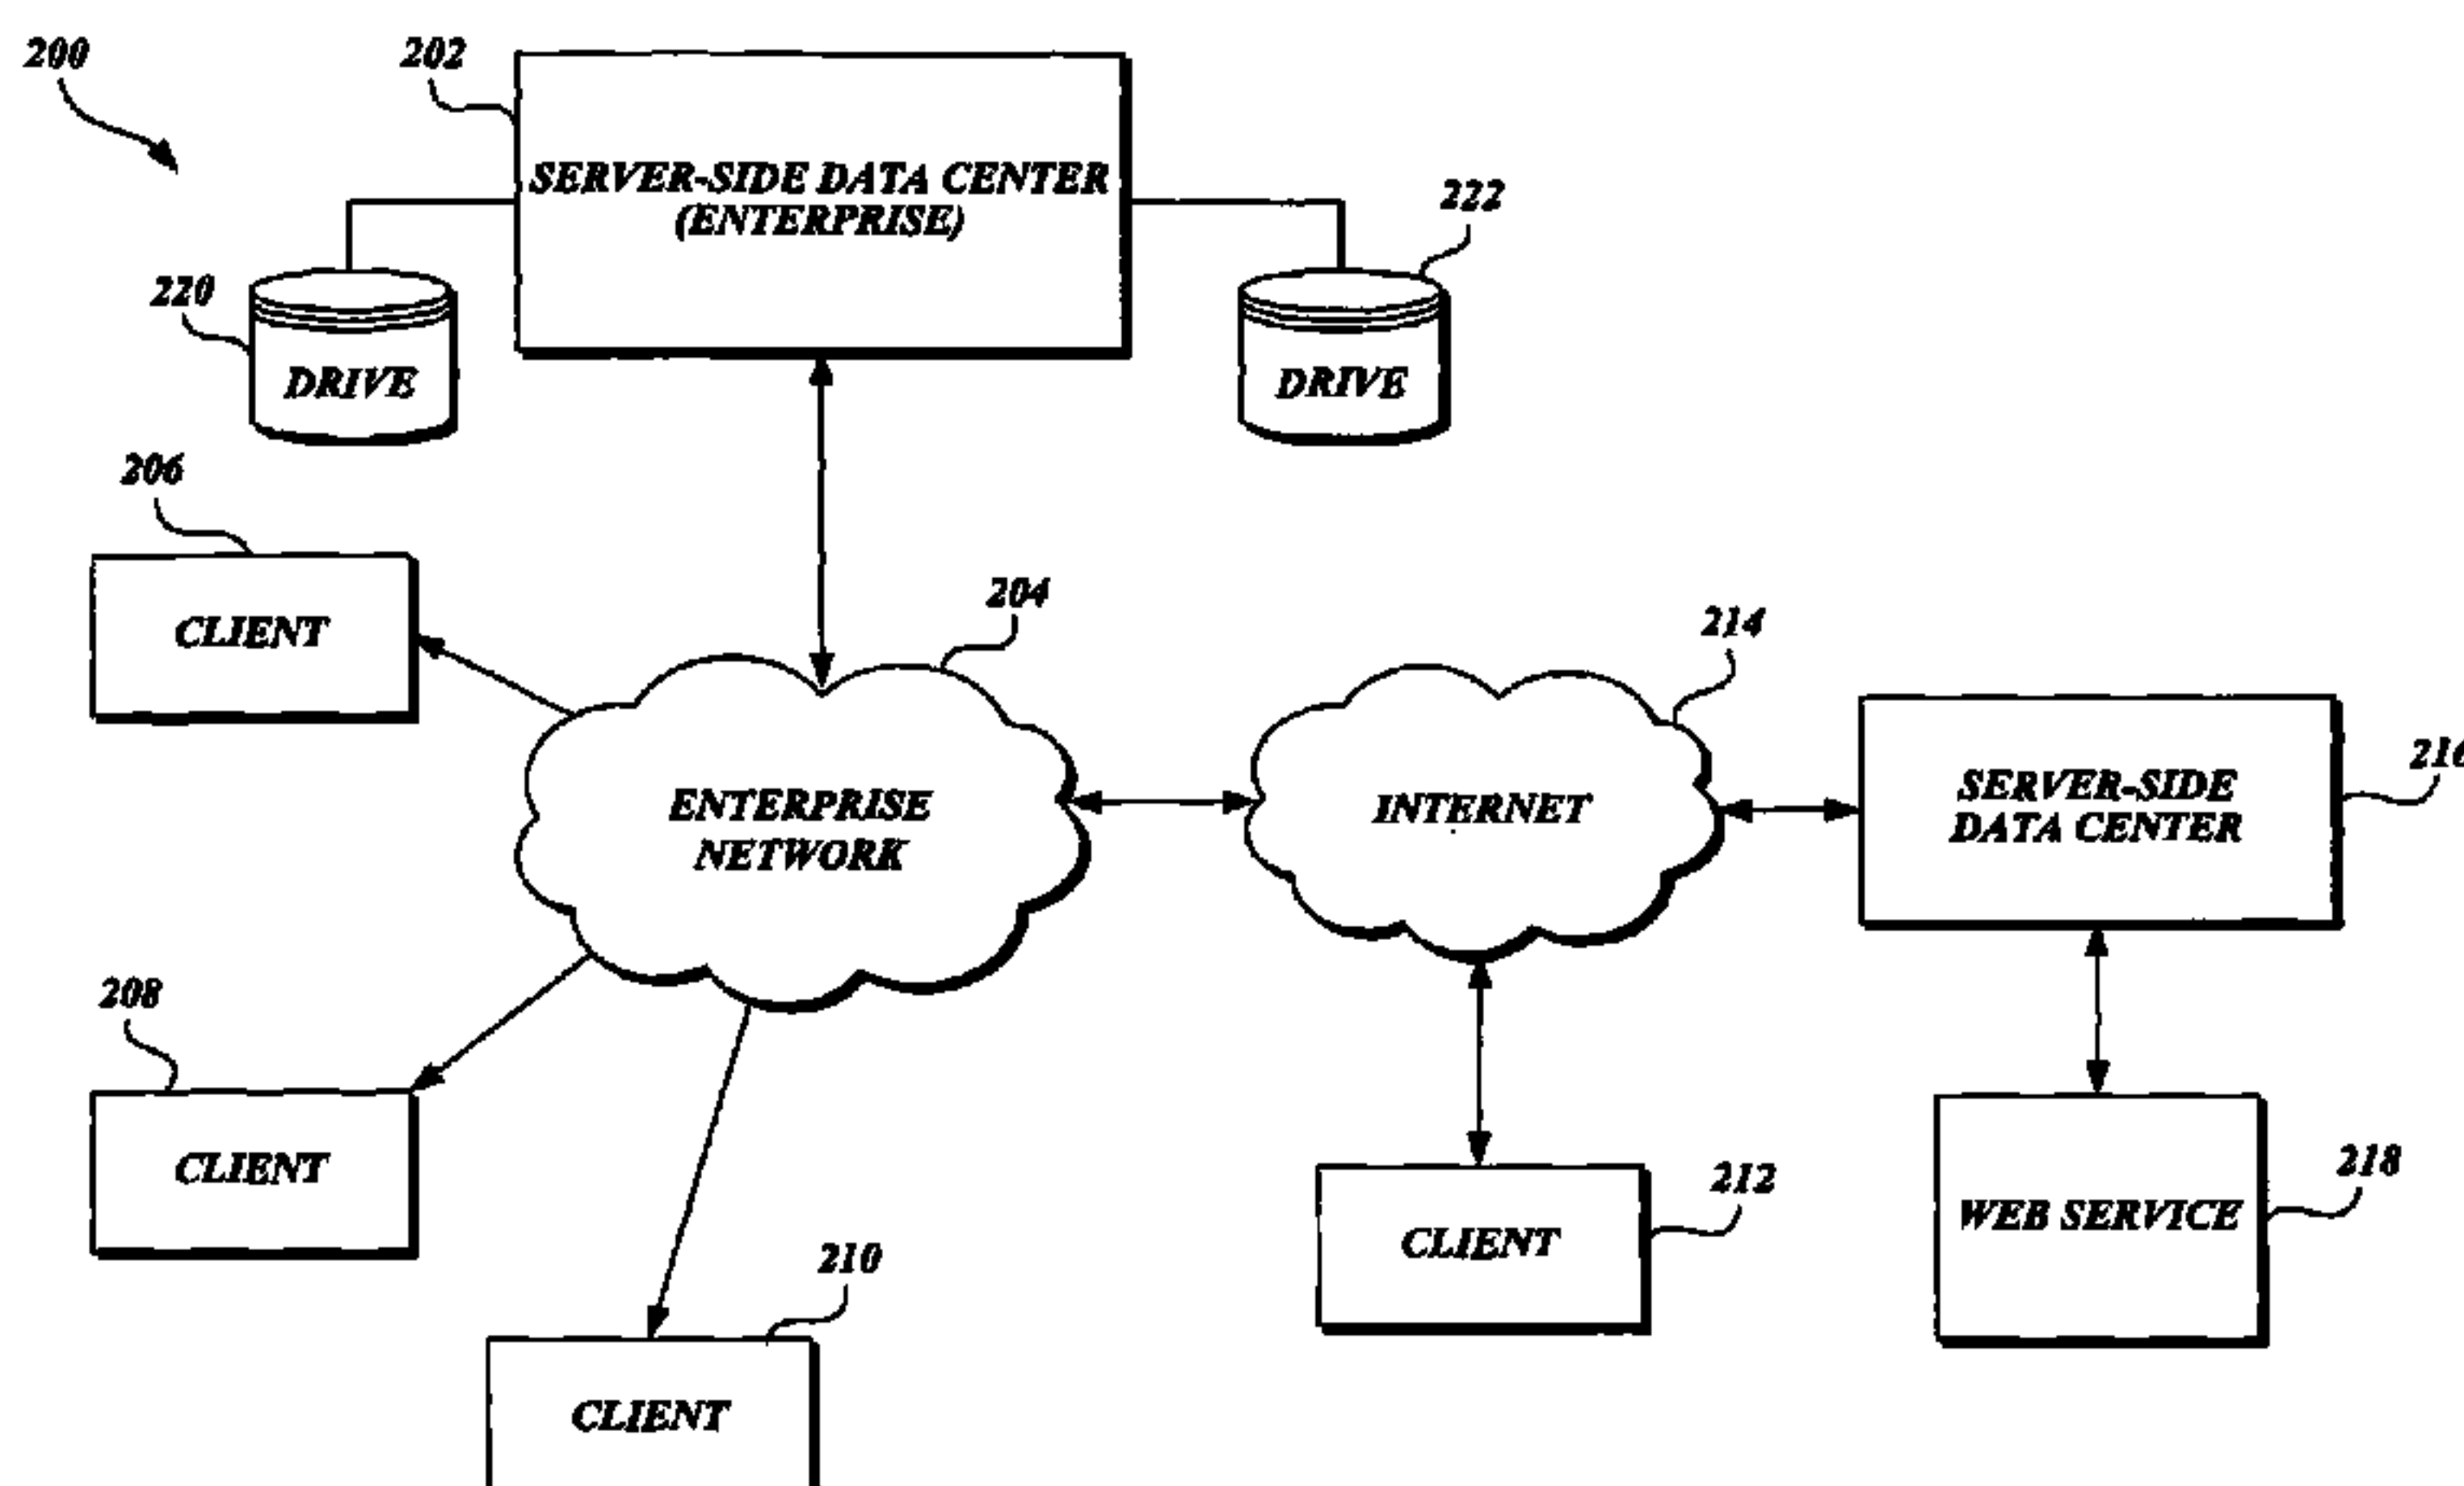 200
202
SERVER-SIDE DATA CENTER
(ENTERPRISE)
222
220
DRIVE
DRIVE
206
CLIENT
204
214
ENTERPRISE
NETWORK
INTERNET
SERVER-SIDE
DATA CENTER
216
208
CLIENT
210
CLIENT
212
CLIENT
218
WEB SERVICE